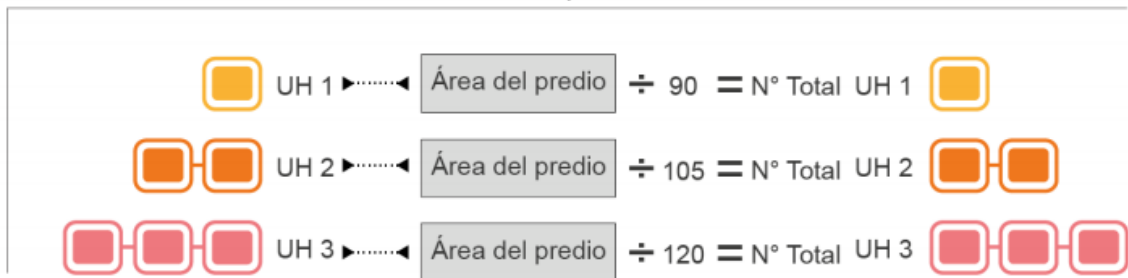 UH 1 Área del predio ÷ 90 = N° Total UH 1
UH 2 Área del predio ÷ 105 = N° Total UH 2
UH 3 Área del predio ÷ 120 = N° Total UH 3